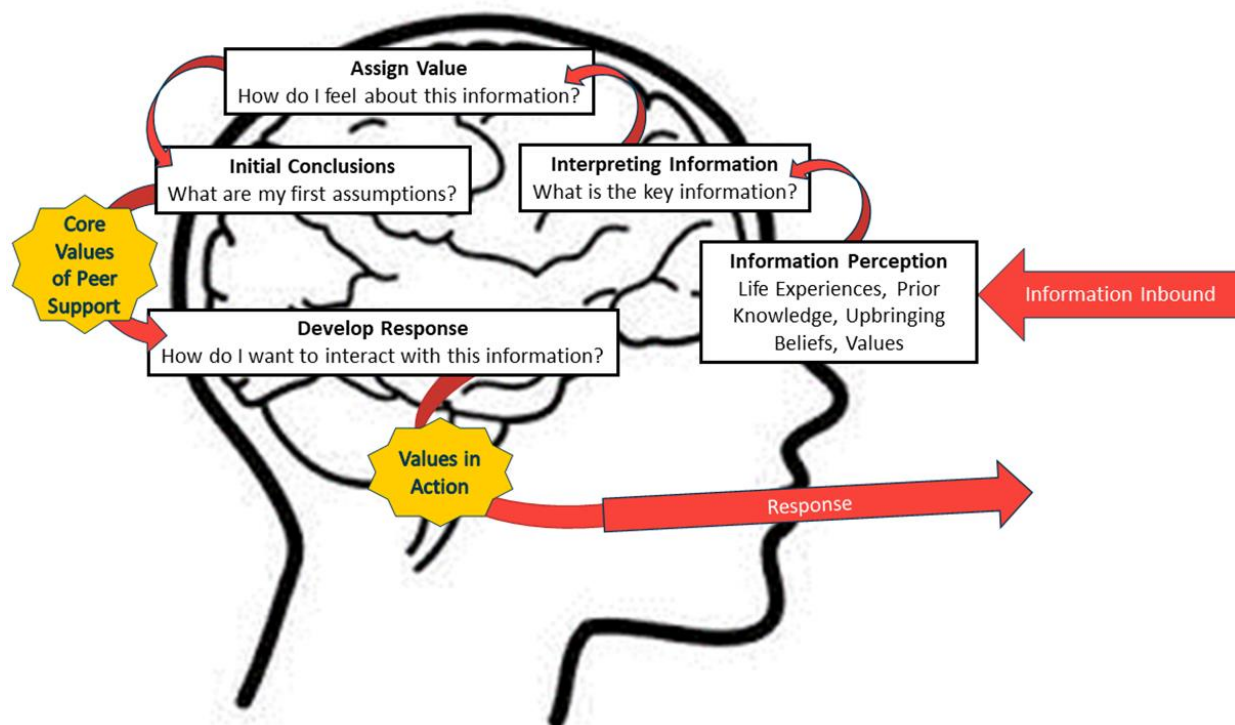 Assign Value
How do I feel about this information?
Initial Conclusions
What are my first assumptions?
Interpreting Information
What is the key information?
Core
Values
of Peer
Support
Information Perception
Life Experiences, Prior
Knowledge, Upbringing
Beliefs, Values
Information Inbound
Develop Response
How do I want to interact with this information?
Values in
Action
Response